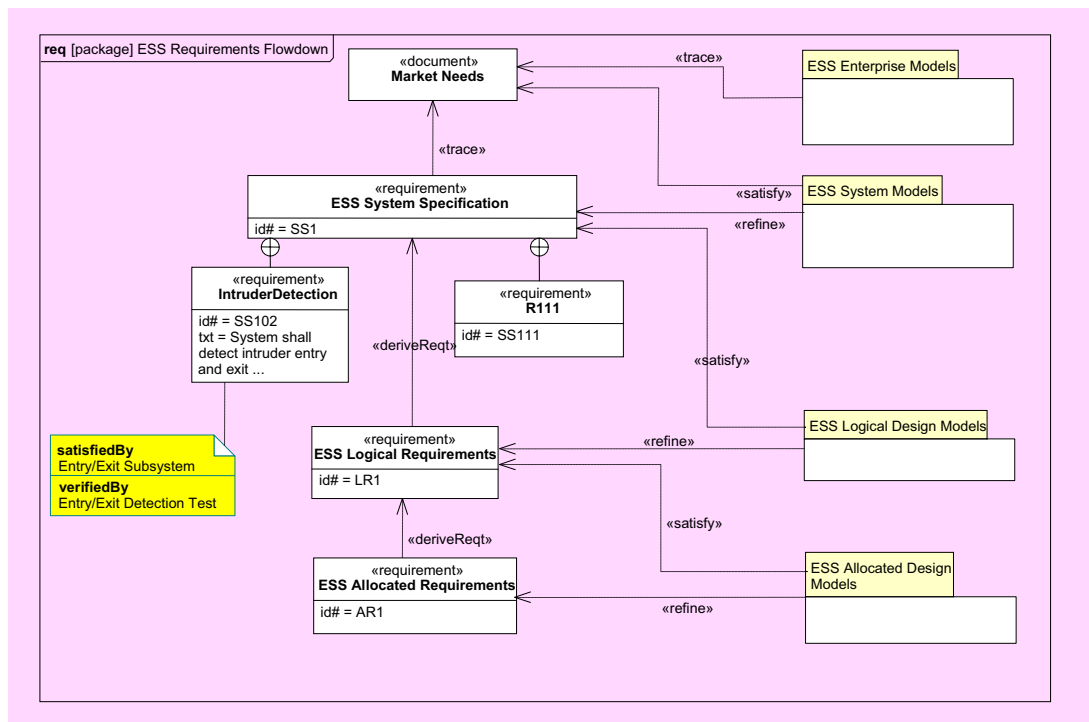 req [package] ESS Requirements Flowdown
«document»
Market Needs
«trace»
ESS Enterprise Models
«trace»
«requirement»
ESS System Specification
id# = SS1
ESS System Models
«satisfy»
«refine»
«requirement»
IntruderDetection
id# = SS102
txt = System shall
detect intruder entry
and exit ...
«requirement»
R111
id# = SS111
«deriveReqt»
«satisfy»
satisfiedBy
Entry/Exit Subsystem
verifiedBy
Entry/Exit Detection Test
«requirement»
ESS Logical Requirements
id# = LR1
«refine»
ESS Logical Design Models
«satisfy»
«deriveReqt»
«requirement»
ESS Allocated Requirements
id# = AR1
ESS Allocated Design
Models
«refine»